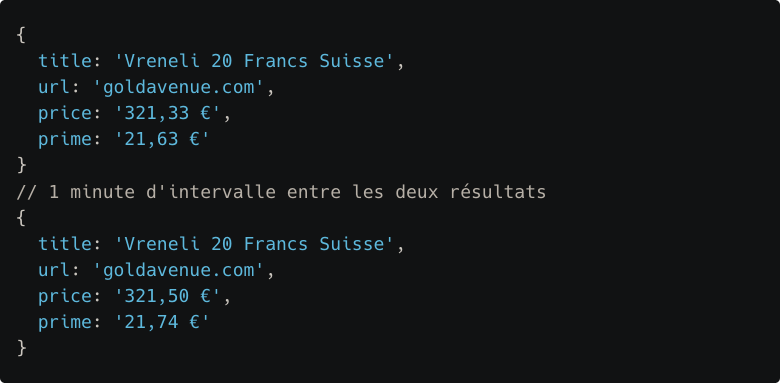 {
  title: 'Vreneli 20 Francs Suisse',
  url: 'goldavenue.com',
  price: '321,33 €',
  prime: '21,63 €'
}
// 1 minute d'intervalle entre les deux résultats
{
  title: 'Vreneli 20 Francs Suisse',
  url: 'goldavenue.com',
  price: '321,50 €',
  prime: '21,74 €'
}